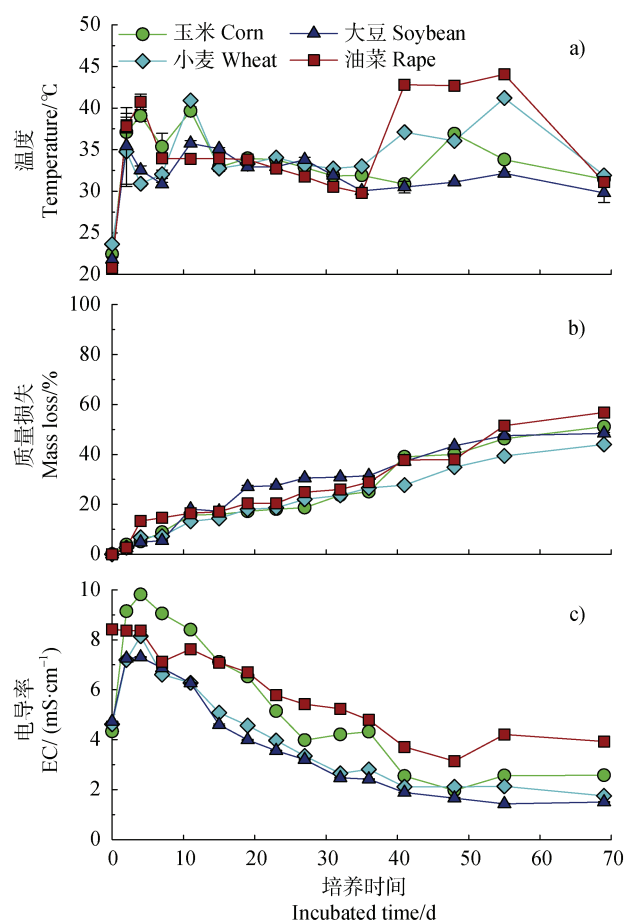 玉米 Corn 大豆 Soybean
小麦 Wheat 油菜 Rape
a)
温度
Temperature/℃
50
45
40
35
30
25
20
b)
质量损失
Mass loss/%
100
80
60
40
20
0
c)
电导率
EC/ (mS·cm⁻¹)
10
8
6
4
2
0
0 10 20 30 40 50 60 70
培养时间
Incubated time/d